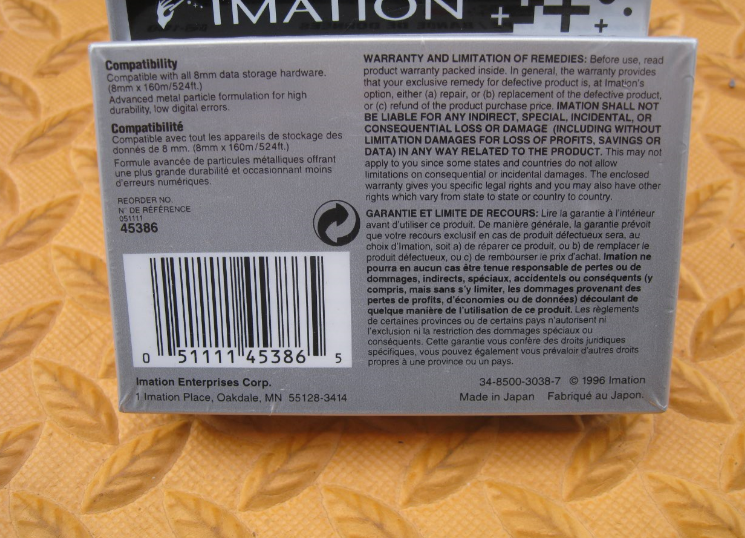 IMATION
Compatibility
Compatible with all 8mm data storage hardware.
(8mm x 160m/524ft.)
Advanced metal particle formulation for high
durability, low digital errors.
Compatibilité
Compatible avec tout les appareils de stockage des
donnés de 8 mm. (8mm x 160m/524ft.)
Formule avancée de particules métalliques offrant
une plus grande durabilité et occasionnant moins
d'erreurs numériques.
REORDER NO.
N° DE RÉFÉRENCE
051111
45386
0 51111 45386 5
Imation Enterprises Corp.
1 Imation Place, Oakdale, MN 55128-3414
WARRANTY AND LIMITATION OF REMEDIES: Before use, read
product warranty packed inside. In general, the warranty provides
that your exclusive remedy for defective product is, at Imation's
option, either (a) repair, or (b) replacement of the defective product,
or (c) refund of the product purchase price. IMATION SHALL NOT
BE LIABLE FOR ANY INDIRECT, SPECIAL, INCIDENTAL, OR
CONSEQUENTIAL LOSS OR DAMAGE (INCLUDING WITHOUT
LIMITATION DAMAGES FOR LOSS OF PROFITS, SAVINGS OR
DATA) IN ANY WAY RELATED TO THE PRODUCT. This may not
apply to you since some states and countries do not allow
limitations on consequential or incidental damages. The enclosed
warranty gives you specific legal rights and you may also have other
rights which vary from state to state or country to country.
GARANTIE ET LIMITE DE RECOURS: Lire la garantie à l'intérieur
avant d'utiliser ce produit. De manière générale, la garantie prévoit
que votre recours exclusif en cas de produit défectueux sera, au
choix d'Imation, soit a) de réparer ce produit, ou b) de remplacer le
produit défectueux, ou c) de rembourser le prix d'achat. Imation ne
pourra en aucun cas être tenue responsable de pertes ou de
dommages, indirects, spéciaux, accidentels ou conséquents (y
compris, mais sans s'y limiter, les dommages provenant des
pertes de profits, d'économies ou de données) découlant de
quelque manière de l'utilisation de ce produit. Les règlements
de certaines provinces ou de certains pays n'autorisent ni
l'exclusion ni la restriction des dommages spéciaux ou
conséquents. Cette garantie vous confère des droits juridiques
spécifiques, vous pouvez également vous prévaloir d'autres droits
propres à une province ou un pays.
34-8500-3038-7 © 1996 Imation
Made in Japan Fabriqué au Japon.